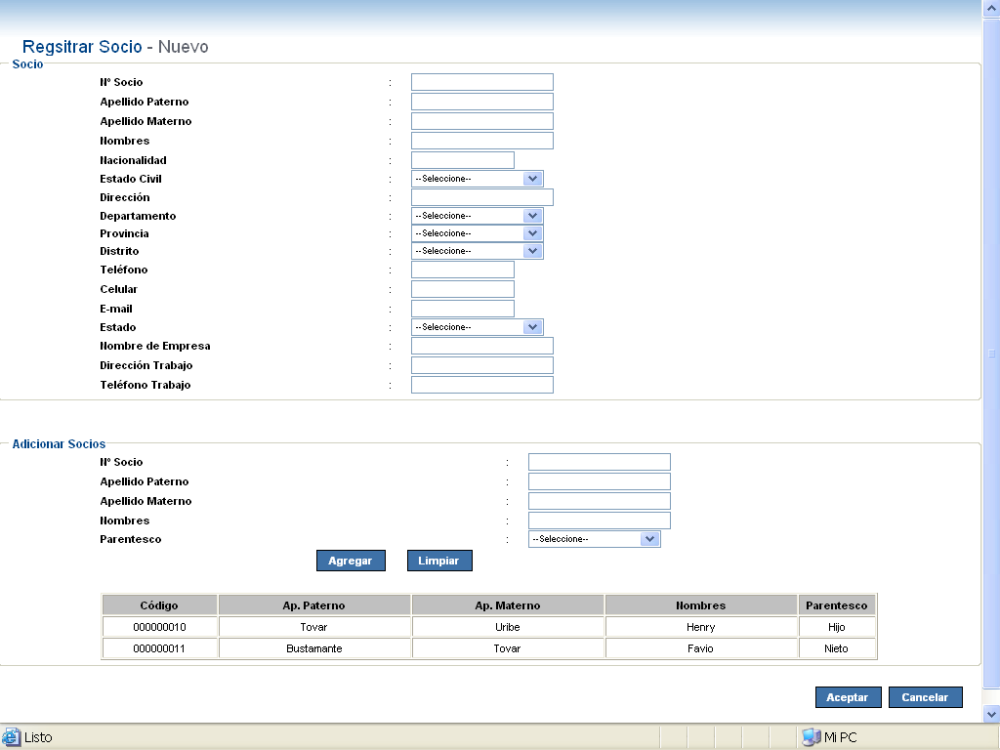 Regsitrar Socio - Nuevo
Socio
Nº Socio :
Apellido Paterno :
Apellido Materno :
Nombres :
Nacionalidad :
Estado Civil : --Seleccione--
Dirección :
Departamento : --Seleccione--
Provincia : --Seleccione--
Distrito : --Seleccione--
Teléfono :
Celular :
E-mail :
Estado : --Seleccione--
Nombre de Empresa :
Dirección Trabajo :
Teléfono Trabajo :
Adicionar Socios
Nº Socio :
Apellido Paterno :
Apellido Materno :
Nombres :
Parentesco : --Seleccione--
Agregar Limpiar
Código Ap. Paterno Ap. Materno Nombres Parentesco
000000010 Tovar Uribe Henry Hijo
000000011 Bustamante Tovar Favio Nieto
Aceptar Cancelar
Listo Mi PC